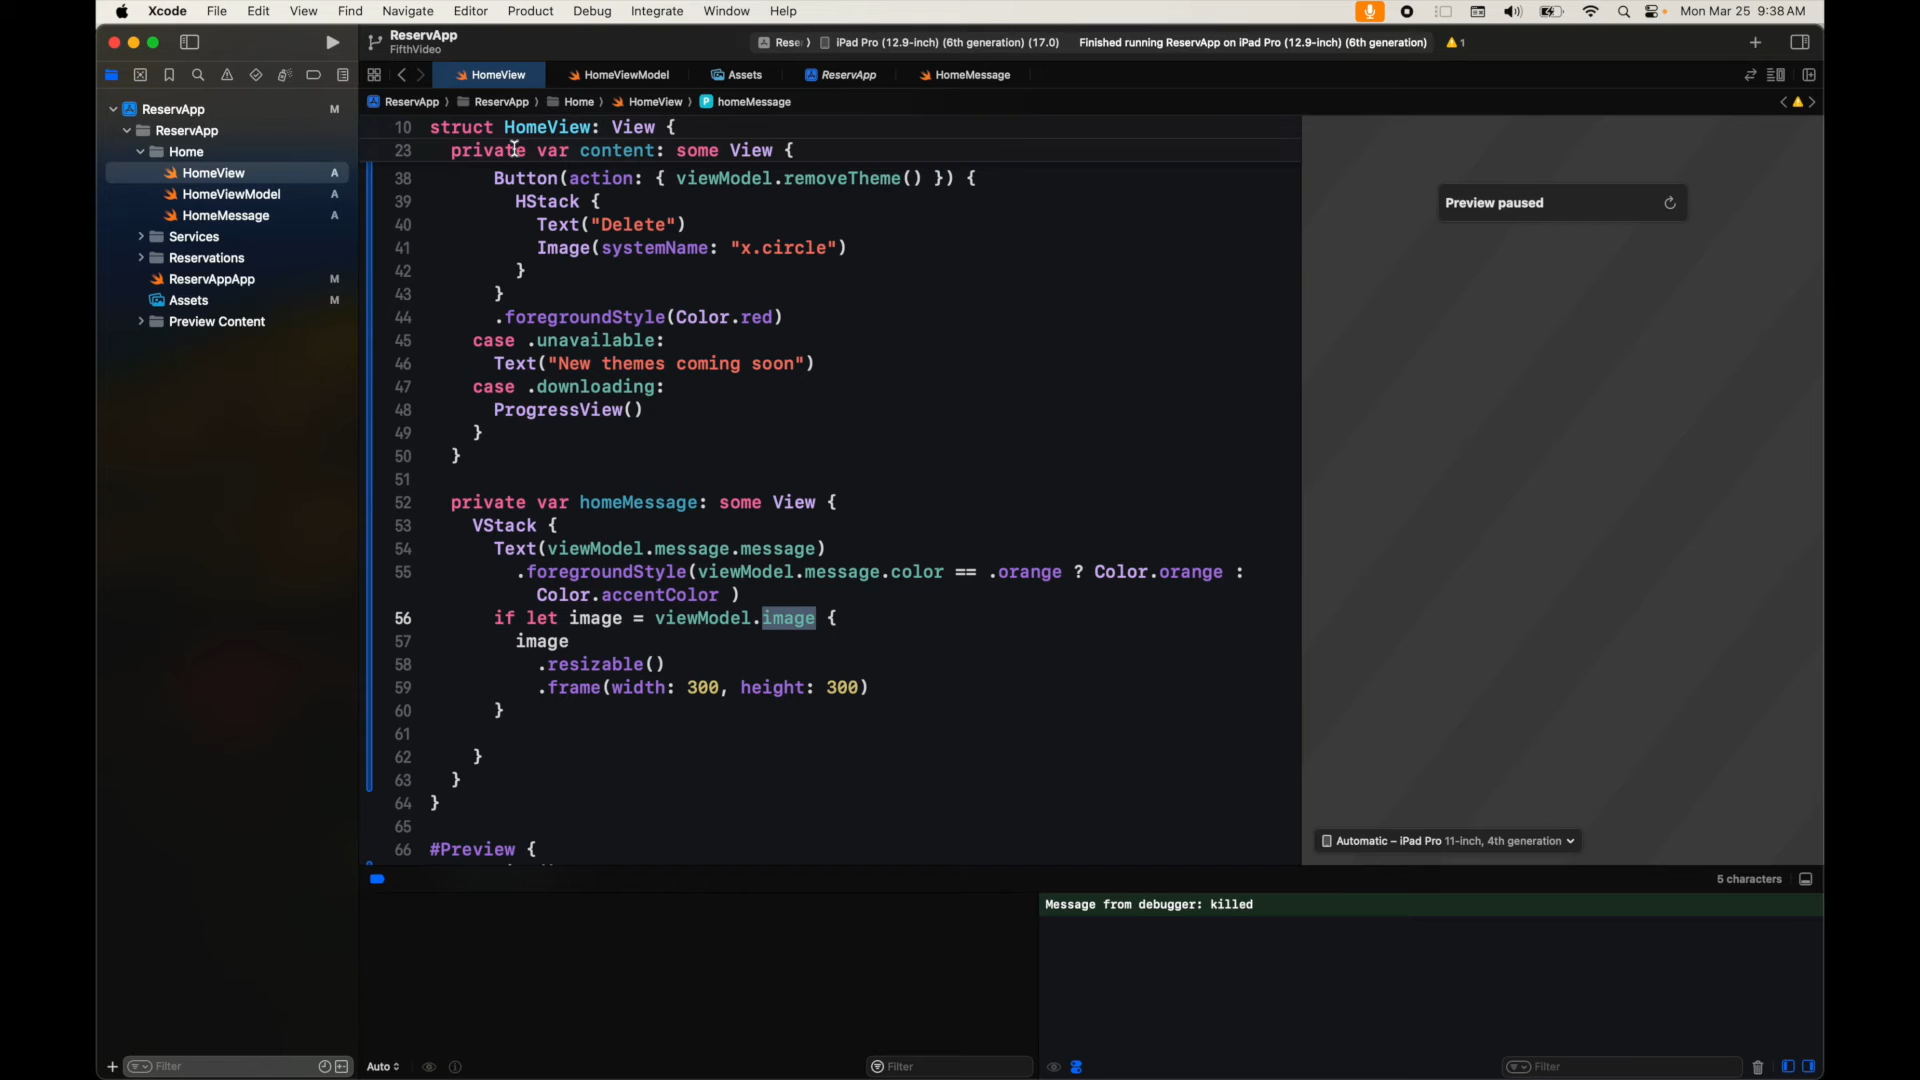 Xcode File Edit View Find Navigate Editor Product Debug Integrate Window Help Mon Mar 25 9:38 AM
ReservApp
FifthVideo
Reser iPad Pro (12.9-inch) (6th generation) (17.0) Finished running ReservApp on iPad Pro (12.9-inch) (6th generation) 1
HomeView HomeViewModel Assets ReservApp HomeMessage
ReservApp ReservApp Home HomeView P homeMessage
ReservApp M
ReservApp
Home
HomeView A
HomeViewModel A
HomeMessage A
Services
Reservations
ReservAppApp M
Assets M
Preview Content
10 struct HomeView: View {
23 private var content: some View {
38 Button(action: { viewModel.removeTheme() }) {
39 HStack {
40 Text("Delete")
41 Image(systemName: "x.circle")
42 }
43 }
44 .foregroundStyle(Color.red)
45 case .unavailable:
46 Text("New themes coming soon")
47 case .downloading:
48 ProgressView()
49 }
50 }
51
52 private var homeMessage: some View {
53 VStack {
54 Text(viewModel.message.message)
55 .foregroundStyle(viewModel.message.color == .orange ? Color.orange :
Color.accentColor )
56 if let image = viewModel.image {
57 image
58 .resizable()
59 .frame(width: 300, height: 300)
60 }
61
62 }
63 }
64 }
65
66 #Preview {
Preview paused
Automatic – iPad Pro 11-inch, 4th generation
5 characters
Message from debugger: killed
Filter
Auto
Filter
Filter